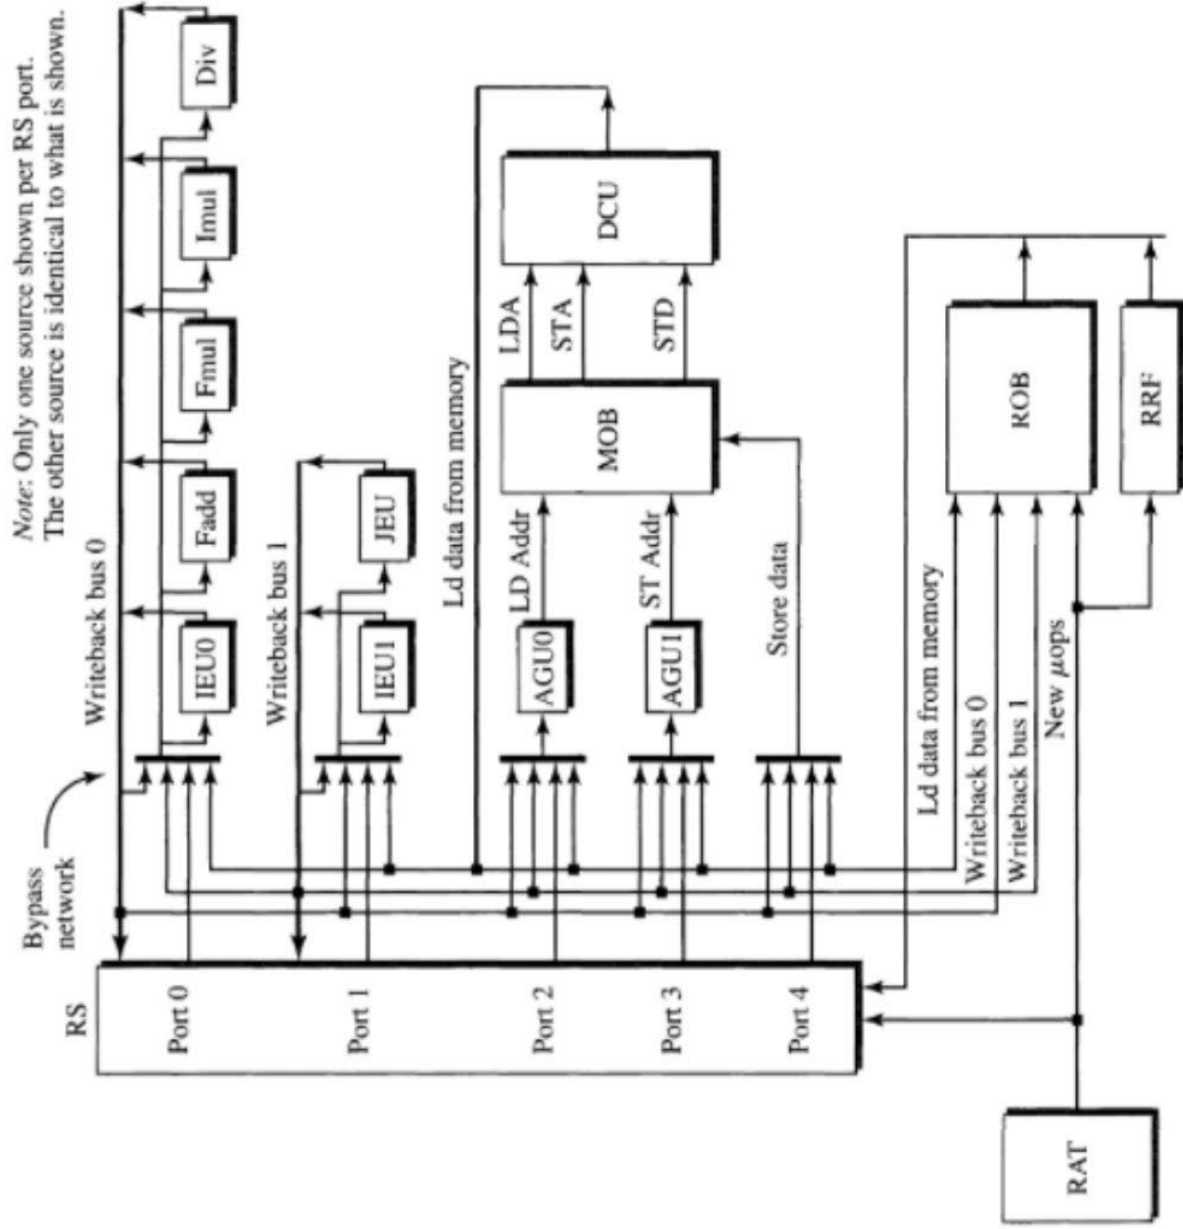 Note: Only one source shown per RS port.
The other source is identical to what is shown.
Bypass
network
Writeback bus 0
IEU0
Fadd
Fmul
Imul
Div
Writeback bus 1
IEU1
JEU
RS
Port 0
Port 1
Port 2
Port 3
Port 4
Ld data from memory
AGU0
LD Addr
AGU1
ST Addr
Store data
MOB
LDA
STA
STD
DCU
Ld data from memory
Writeback bus 0
Writeback bus 1
New μops
ROB
RRF
RAT